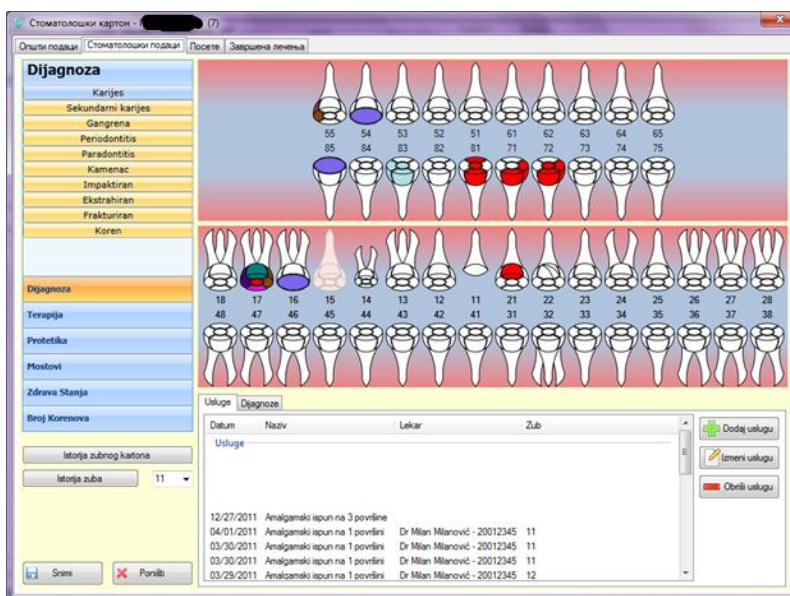 Стоматолошки картон - (7)
Општи подаци Стоматолошки подаци Посете Завршена лечења
Dijagnoza
Karijes
Sekundarni karijes
Gangrena
Periodontitis
Paradontitis
Kamenac
Impaktiran
Ekstrahiran
Frakturiran
Koren
Dijagnoza
Terapija
Protetika
Mostovi
Zdrava Stanja
Broj Korenova
Istorija zubnog kartona
Istorija zuba 11
Snimi Poništi
55 54 53 52 51 61 62 63 64 65
85 84 83 82 81 71 72 73 74 75
18 17 16 15 14 13 12 11 21 22 23 24 25 26 27 28
48 47 46 45 44 43 42 41 31 32 33 34 35 36 37 38
Usluge Dijagnoze
Datum Naziv Lekar Zub
Usluge
12/27/2011 Amalgamski ispun na 3 površine
04/01/2011 Amalgamski ispun na 1 površini Dr Milan Milanović - 20012345 11
03/30/2011 Amalgamski ispun na 1 površini Dr Milan Milanović - 20012345 11
03/30/2011 Amalgamski ispun na 1 površini Dr Milan Milanović - 20012345 11
03/29/2011 Amalgamski ispun na 1 površini Dr Milan Milanović - 20012345 12
Dodaj uslugu
Izmeni uslugu
Obriši uslugu